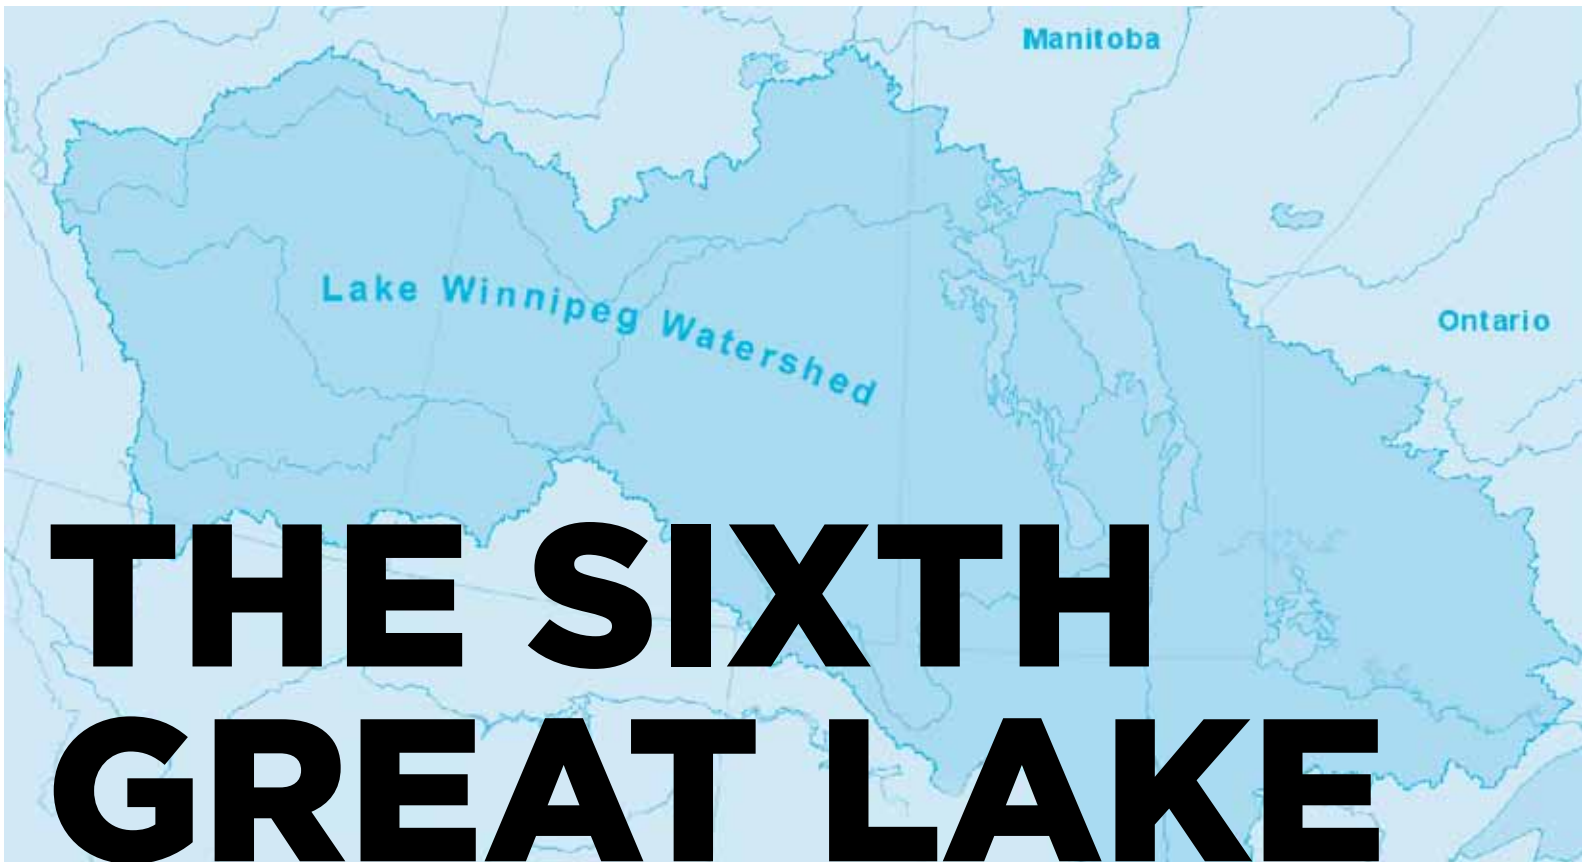 Manitoba
Lake Winnipeg Watershed
Ontario
THE SIXTH
GREAT LAKE